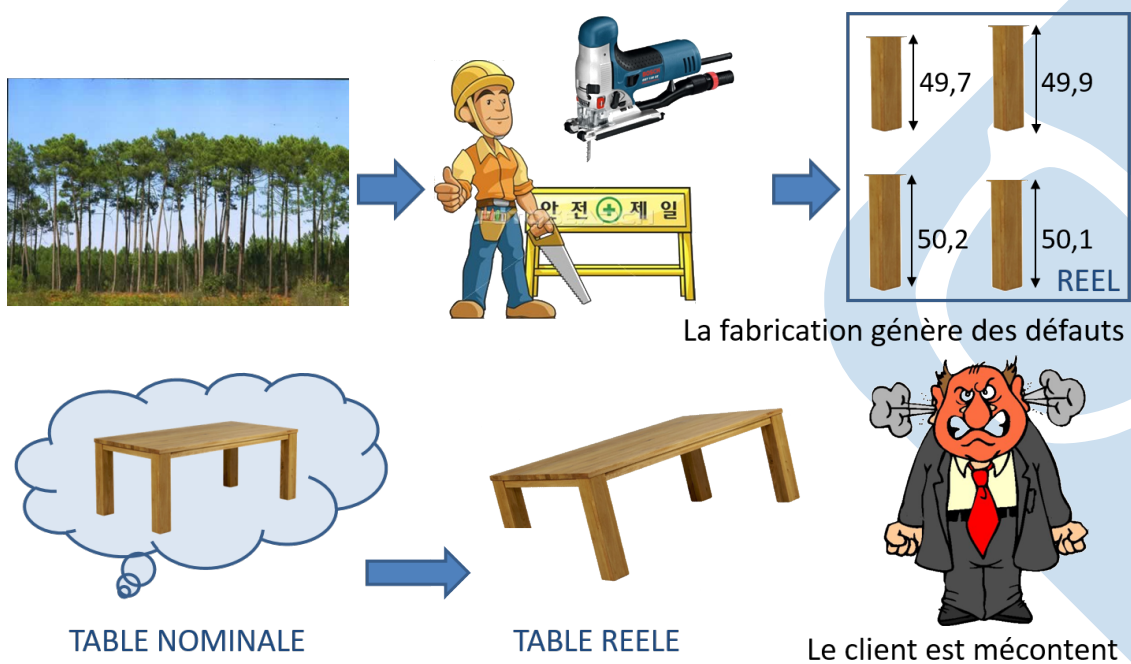 49,7
49,9
안 전 제 일
50,2
50,1
REEL
La fabrication génère des défauts
TABLE NOMINALE
TABLE REELE
Le client est mécontent